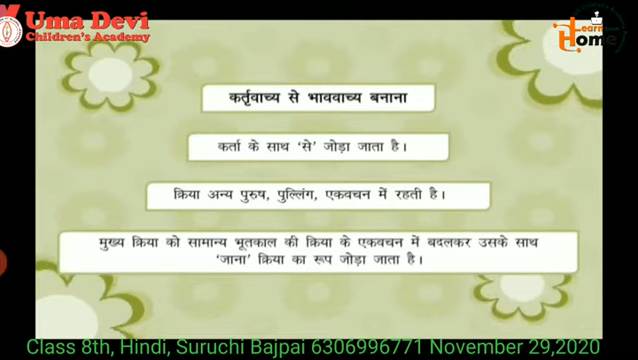 Uma Devi
Children's Academy
Learn
Home
कर्तृवाच्य से भाववाच्य बनाना
कर्ता के साथ 'से' जोड़ा जाता है।
क्रिया अन्य पुरुष, पुल्लिंग, एकवचन में रहती है।
मुख्य क्रिया को सामान्य भूतकाल की क्रिया के एकवचन में बदलकर उसके साथ
'जाना' क्रिया का रूप जोड़ा जाता है।
Class 8th, Hindi, Suruchi Bajpai 6306996771 November 29,2020